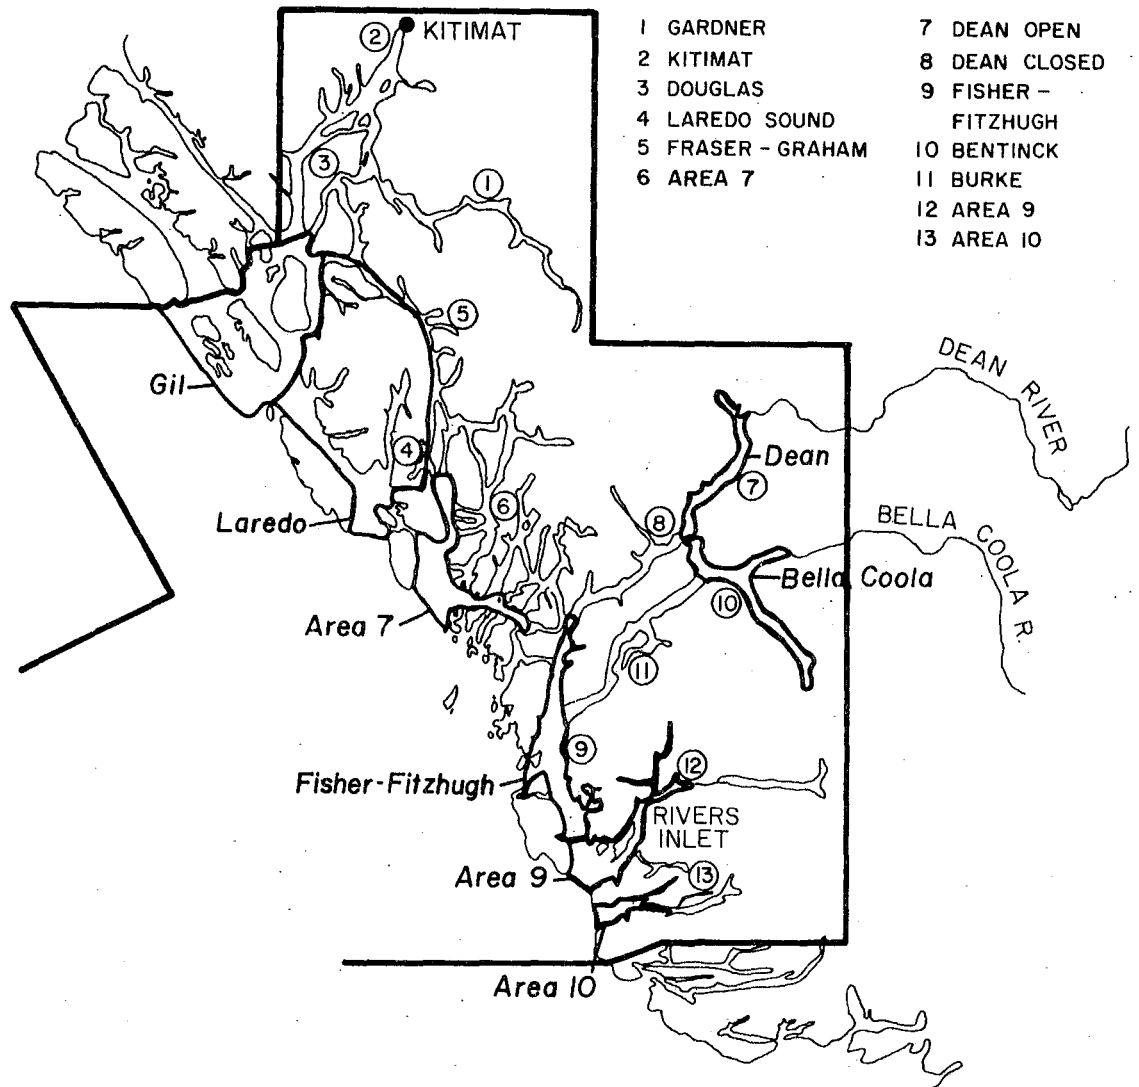 KITIMAT
1 GARDNER
2 KITIMAT
3 DOUGLAS
4 LAREDO SOUND
5 FRASER - GRAHAM
6 AREA 7
7 DEAN OPEN
8 DEAN CLOSED
9 FISHER -
FITZHUGH
10 BENTINCK
11 BURKE
12 AREA 9
13 AREA 10
2
3
1
5
Gil
DEAN RIVER
4
Dean
7
Laredo
6
8
BELLA COOLA R.
Bella Coola
10
Area 7
11
9
Fisher-Fitzhugh
12
RIVERS
INLET
Area 9
13
Area 10